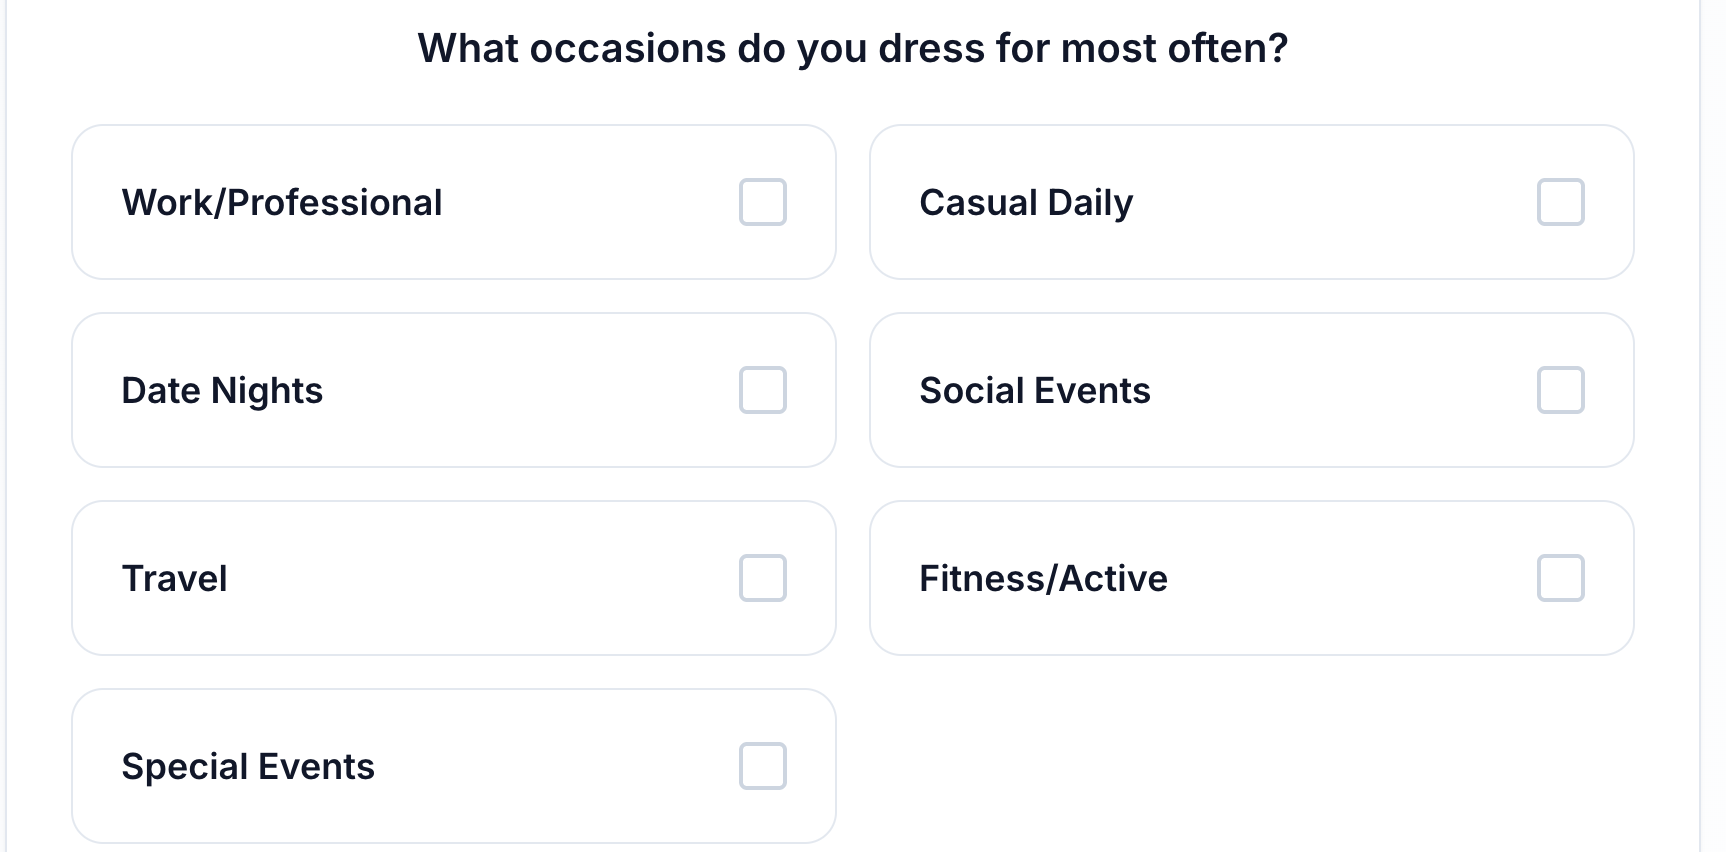 What occasions do you dress for most often?
Work/Professional
Casual Daily
Date Nights
Social Events
Travel
Fitness/Active
Special Events